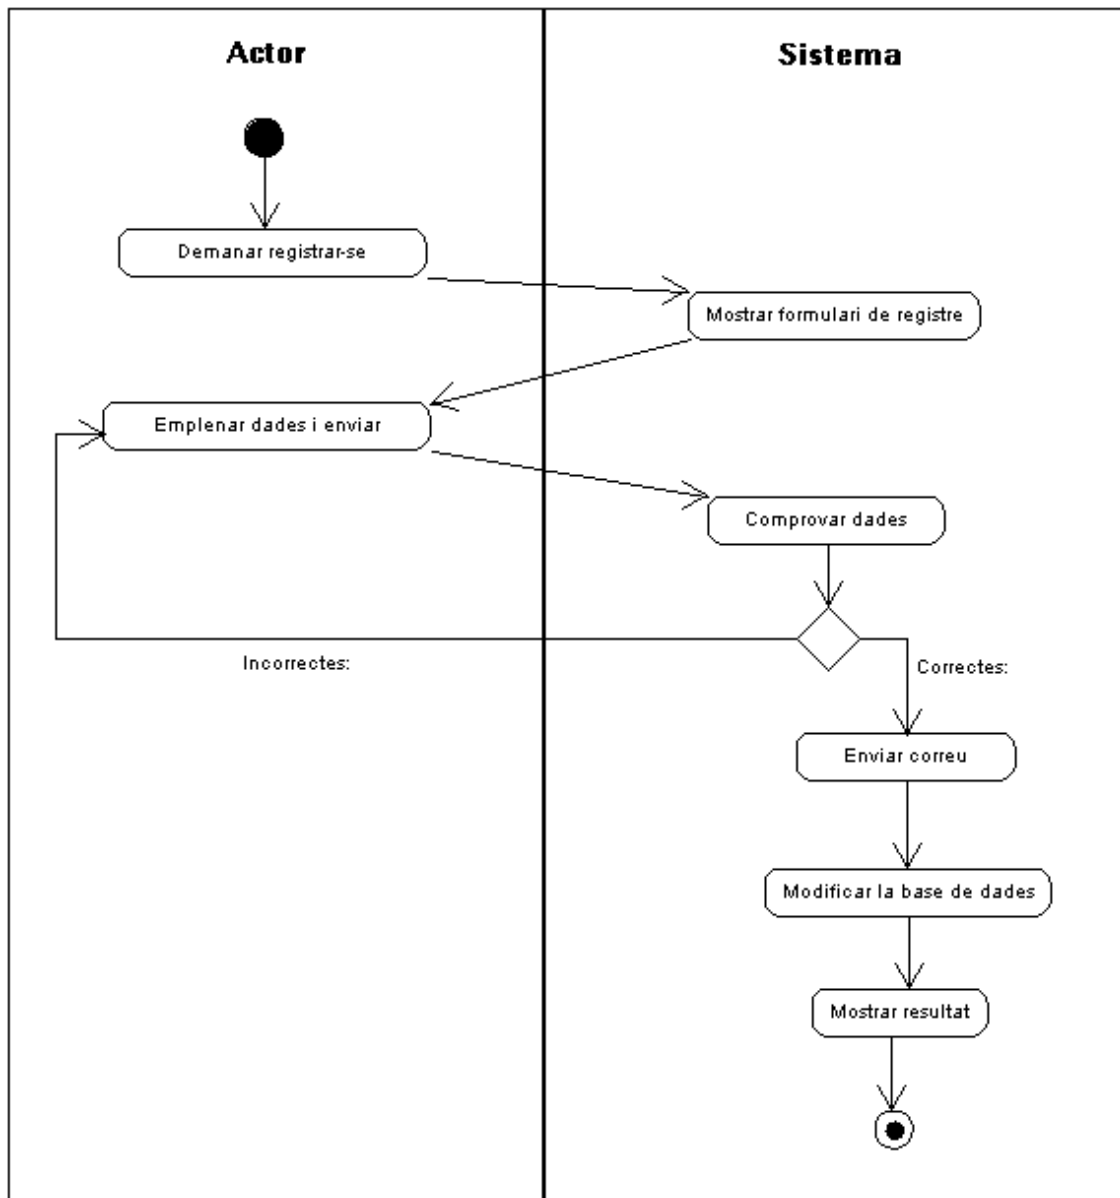 Actor
Sistema
Demanar registrar-se
Mostrar formulari de registre
Emplenar dades i enviar
Comprovar dades
Incorrectes:
Correctes:
Enviar correu
Modificar la base de dades
Mostrar resultat